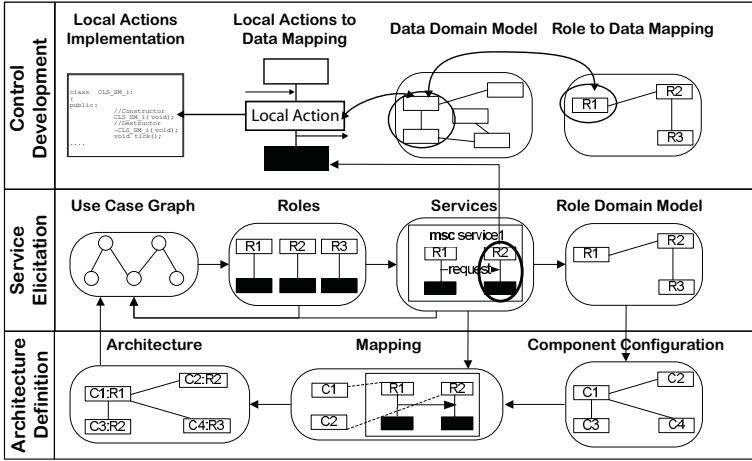 Control
Development
Local Actions
Implementation
class CLS_SM_i:
{
public:
//Constructor
CLS_SM_i(void);
//Destructor
~CLS_SM_i(void);
void tick();
....
Local Actions to
Data Mapping
Local Action
Data Domain Model
Role to Data Mapping
R1
R2
R3
Service
Elicitation
Use Case Graph
Roles
R1
R2
R3
Services
msc service1
R1
R2
request
Role Domain Model
R1
R2
R3
Architecture
Definition
Architecture
C2:R2
C1:R1
C3:R2
C4:R3
Mapping
C1
C2
R1
R2
Component Configuration
C1
C2
C3
C4